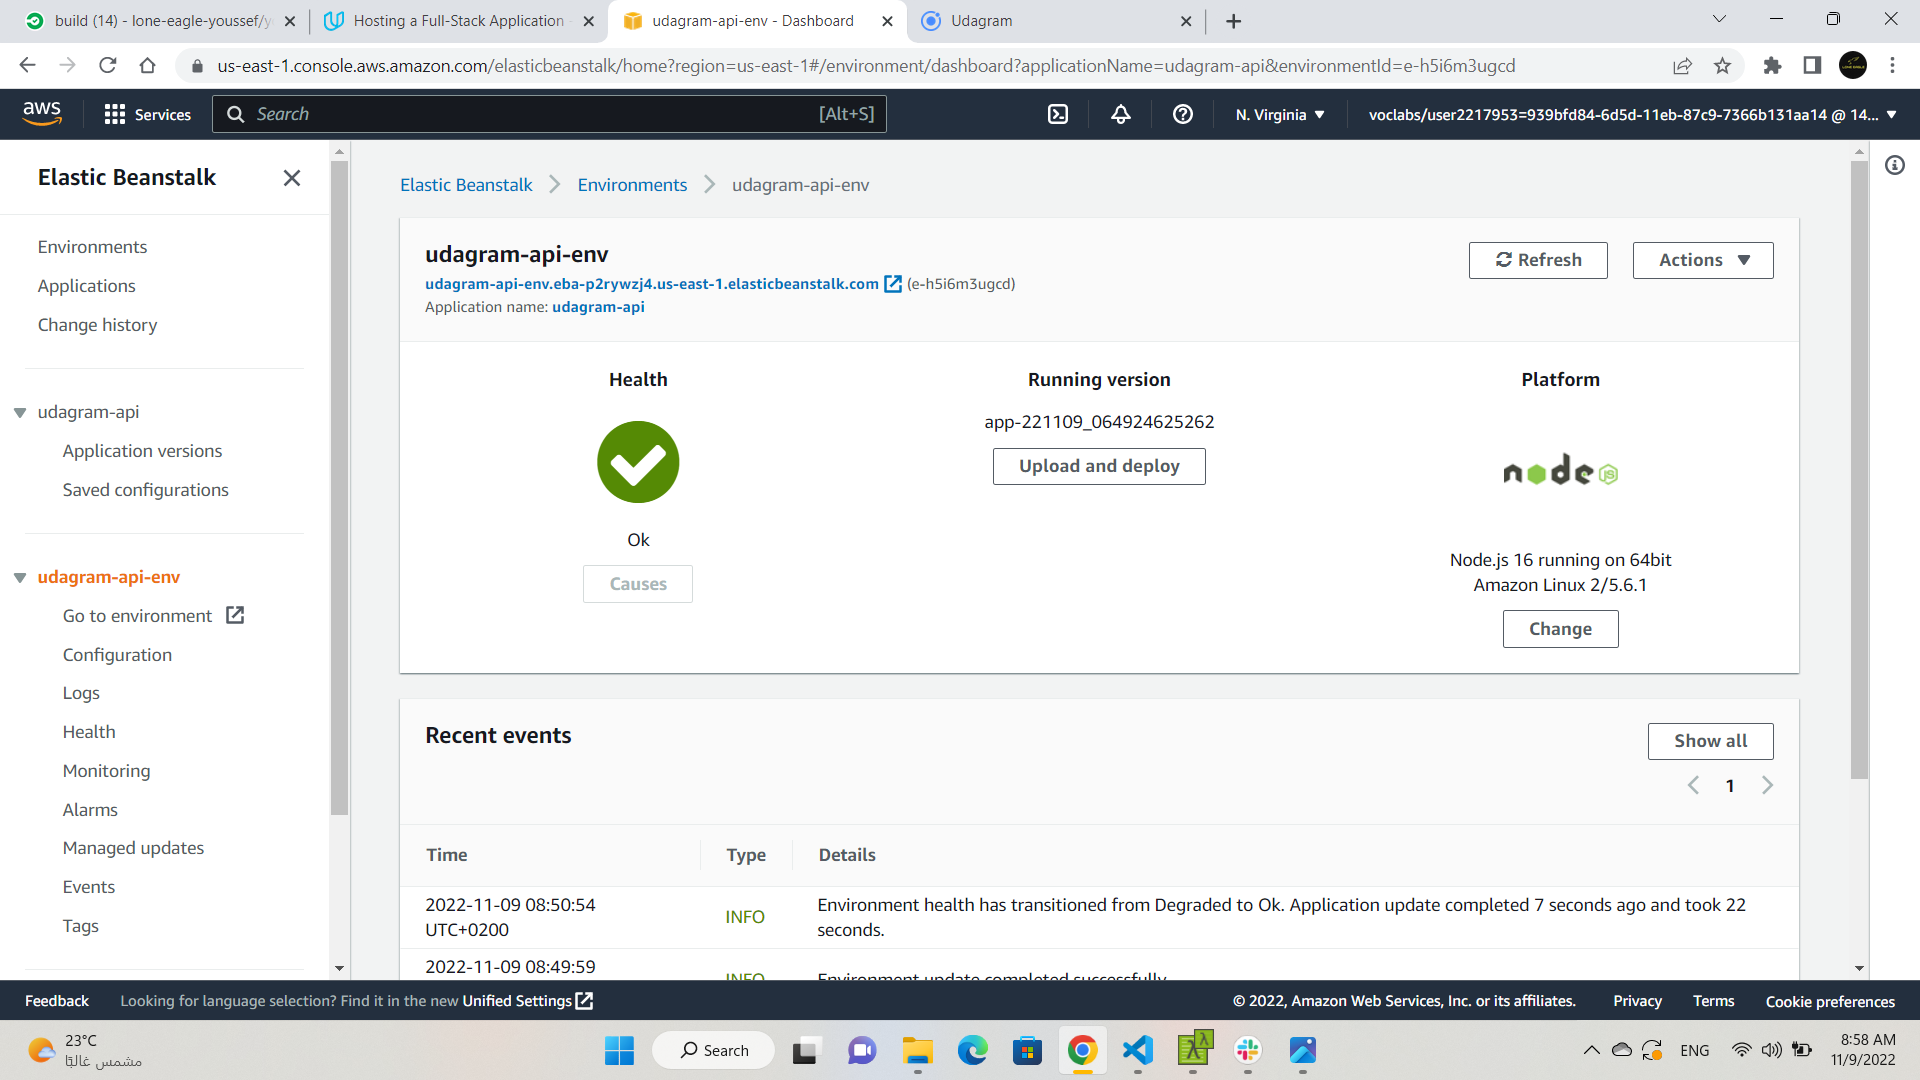 build (14) - lone-eagle-youssef/y
Hosting a Full-Stack Application
udagram-api-env - Dashboard
Udagram
us-east-1.console.aws.amazon.com/elasticbeanstalk/home?region=us-east-1#/environment/dashboard?applicationName=udagram-api&environmentId=e-h5i6m3ugcd
aws
Services
Search
[Alt+S]
N. Virginia
voclabs/user2217953=939bfd84-6d5d-11eb-87c9-7366b131aa14 @ 14...
Elastic Beanstalk
Environments
Applications
Change history
udagram-api
Application versions
Saved configurations
udagram-api-env
Go to environment
Configuration
Logs
Health
Monitoring
Alarms
Managed updates
Events
Tags
Elastic Beanstalk
Environments
udagram-api-env
udagram-api-env
udagram-api-env.eba-p2rywzj4.us-east-1.elasticbeanstalk.com (e-h5i6m3ugcd)
Application name: udagram-api
Refresh
Actions
Health
Ok
Causes
Running version
app-221109_064924625262
Upload and deploy
Platform
node JS
Node.js 16 running on 64bit
Amazon Linux 2/5.6.1
Change
Recent events
Show all
1
Time
Type
Details
2022-11-09 08:50:54
UTC+0200
INFO
Environment health has transitioned from Degraded to Ok. Application update completed 7 seconds ago and took 22
seconds.
2022-11-09 08:49:59
INFO
Environment update completed successfully.
Feedback
Looking for language selection? Find it in the new Unified Settings
© 2022, Amazon Web Services, Inc. or its affiliates.
Privacy
Terms
Cookie preferences
23°C
مشمس غالبًا
Search
ENG
8:58 AM
11/9/2022